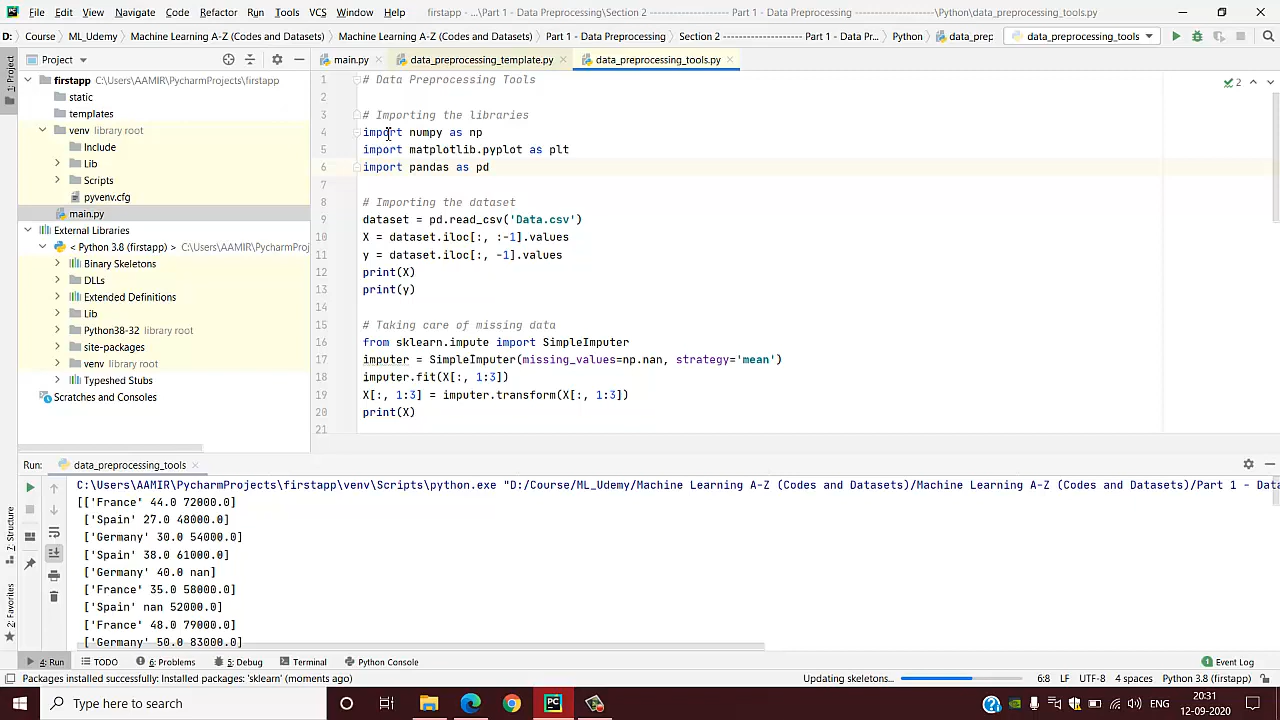 File Edit View Navigate Code Refactor Run Tools VCS Window Help firstapp - ...\Part 1 - Data Preprocessing\Section 2 -------------------- Part 1 - Data Preprocessing --------------------\Python\data_preprocessing_tools.py
D: Course ML_Udemy Machine Learning A-Z (Codes and Datasets) Machine Learning A-Z (Codes and Datasets) Part 1 - Data Preprocessing Section 2 -------------------- Part 1 - Data Pr... Python data_prep data_preprocessing_tools
1: Project
Project
main.py data_preprocessing_template.py data_preprocessing_tools.py
firstapp C:\Users\AAMIR\PycharmProjects\firstapp
static
templates
venv library root
Include
Lib
Scripts
pyvenv.cfg
main.py
External Libraries
< Python 3.8 (firstapp) > C:\Users\AAMIR\PycharmProj
Binary Skeletons
DLLs
Extended Definitions
Lib
Python38-32 library root
site-packages
venv library root
Typeshed Stubs
Scratches and Consoles
2
1 # Data Preprocessing Tools
2
3 # Importing the libraries
4 import numpy as np
5 import matplotlib.pyplot as plt
6 import pandas as pd
7
8 # Importing the dataset
9 dataset = pd.read_csv('Data.csv')
10 X = dataset.iloc[:, :-1].values
11 y = dataset.iloc[:, -1].values
12 print(X)
13 print(y)
14
15 # Taking care of missing data
16 from sklearn.impute import SimpleImputer
17 imputer = SimpleImputer(missing_values=np.nan, strategy='mean')
18 imputer.fit(X[:, 1:3])
19 X[:, 1:3] = imputer.transform(X[:, 1:3])
20 print(X)
21
Run: data_preprocessing_tools
C:\Users\AAMIR\PycharmProjects\firstapp\venv\Scripts\python.exe "D:/Course/ML_Udemy/Machine Learning A-Z (Codes and Datasets)/Machine Learning A-Z (Codes and Datasets)/Part 1 - Data
[['France' 44.0 72000.0]
['Spain' 27.0 48000.0]
['Germany' 30.0 54000.0]
['Spain' 38.0 61000.0]
['Germany' 40.0 nan]
['France' 35.0 58000.0]
['Spain' nan 52000.0]
['France' 48.0 79000.0]
['Germany' 50.0 83000.0]
7: Structure
2: Favorites
4: Run TODO 6: Problems 5: Debug Terminal Python Console Event Log
Packages installed successfully: Installed packages: 'sklearn' (moments ago) Updating skeletons... 6:8 LF UTF-8 4 spaces Python 3.8 (firstapp)
Type here to search
PC
ENG
20:31
12-09-2020